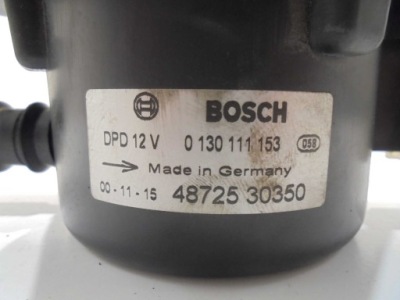 BOSCH
DPD 12 V 0 130 111 153 058
Made in Germany
00-11-15 48725 30350